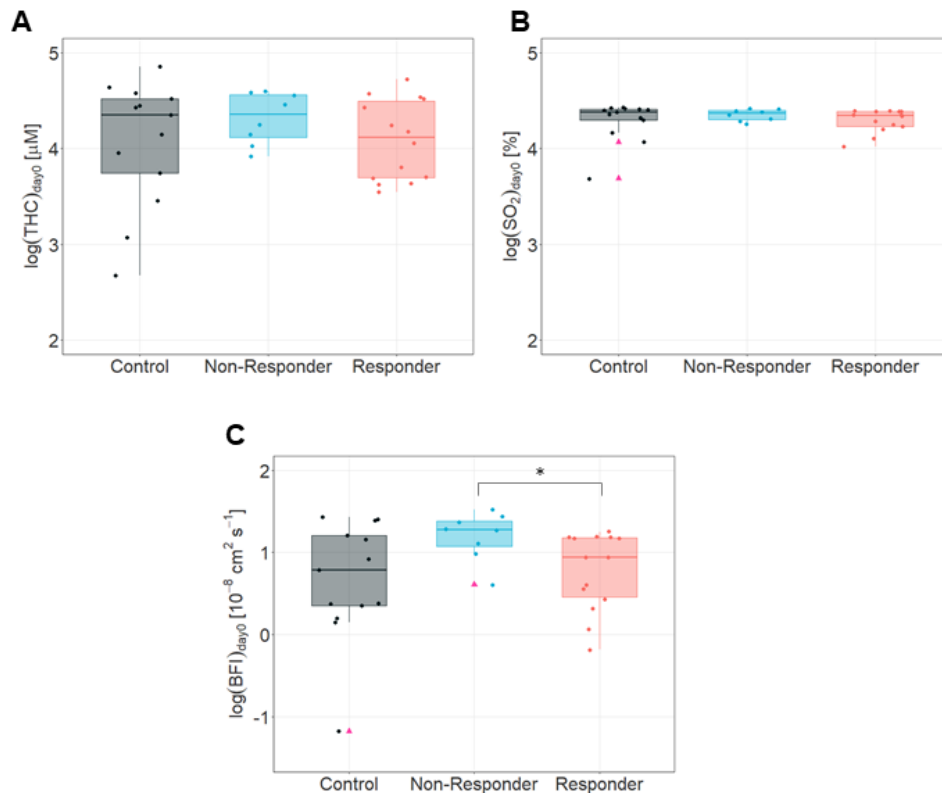 A
5
4
3
2
log(THC)day0 [µM]
Control Non-Responder Responder
B
5
4
3
2
log(SO2)day0 [%]
Control Non-Responder Responder
C
2
1
0
-1
log(BFI)day0 [10⁻⁸ cm² s⁻¹]
*
Control Non-Responder Responder